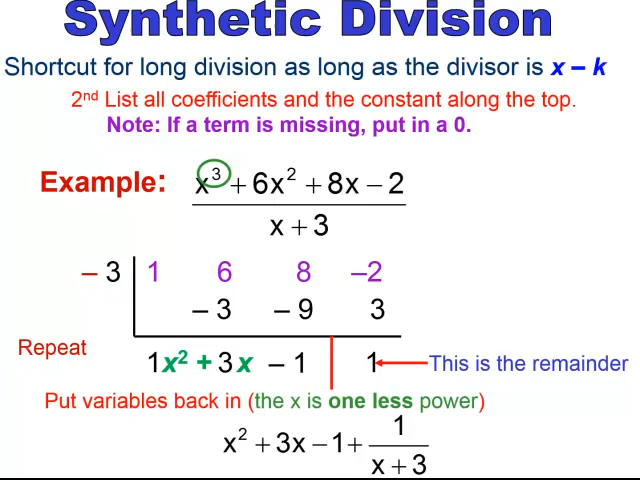 Synthetic Division
Shortcut for long division as long as the divisor is x – k
2nd List all coefficients and the constant along the top.
Note: If a term is missing, put in a 0.
Example: x³ + 6x² + 8x − 2
x + 3
– 3 1 6 8 –2
– 3 – 9 3
Repeat
1x² + 3x – 1 1 This is the remainder
Put variables back in (the x is one less power)
x² + 3x − 1 + 1
x + 3